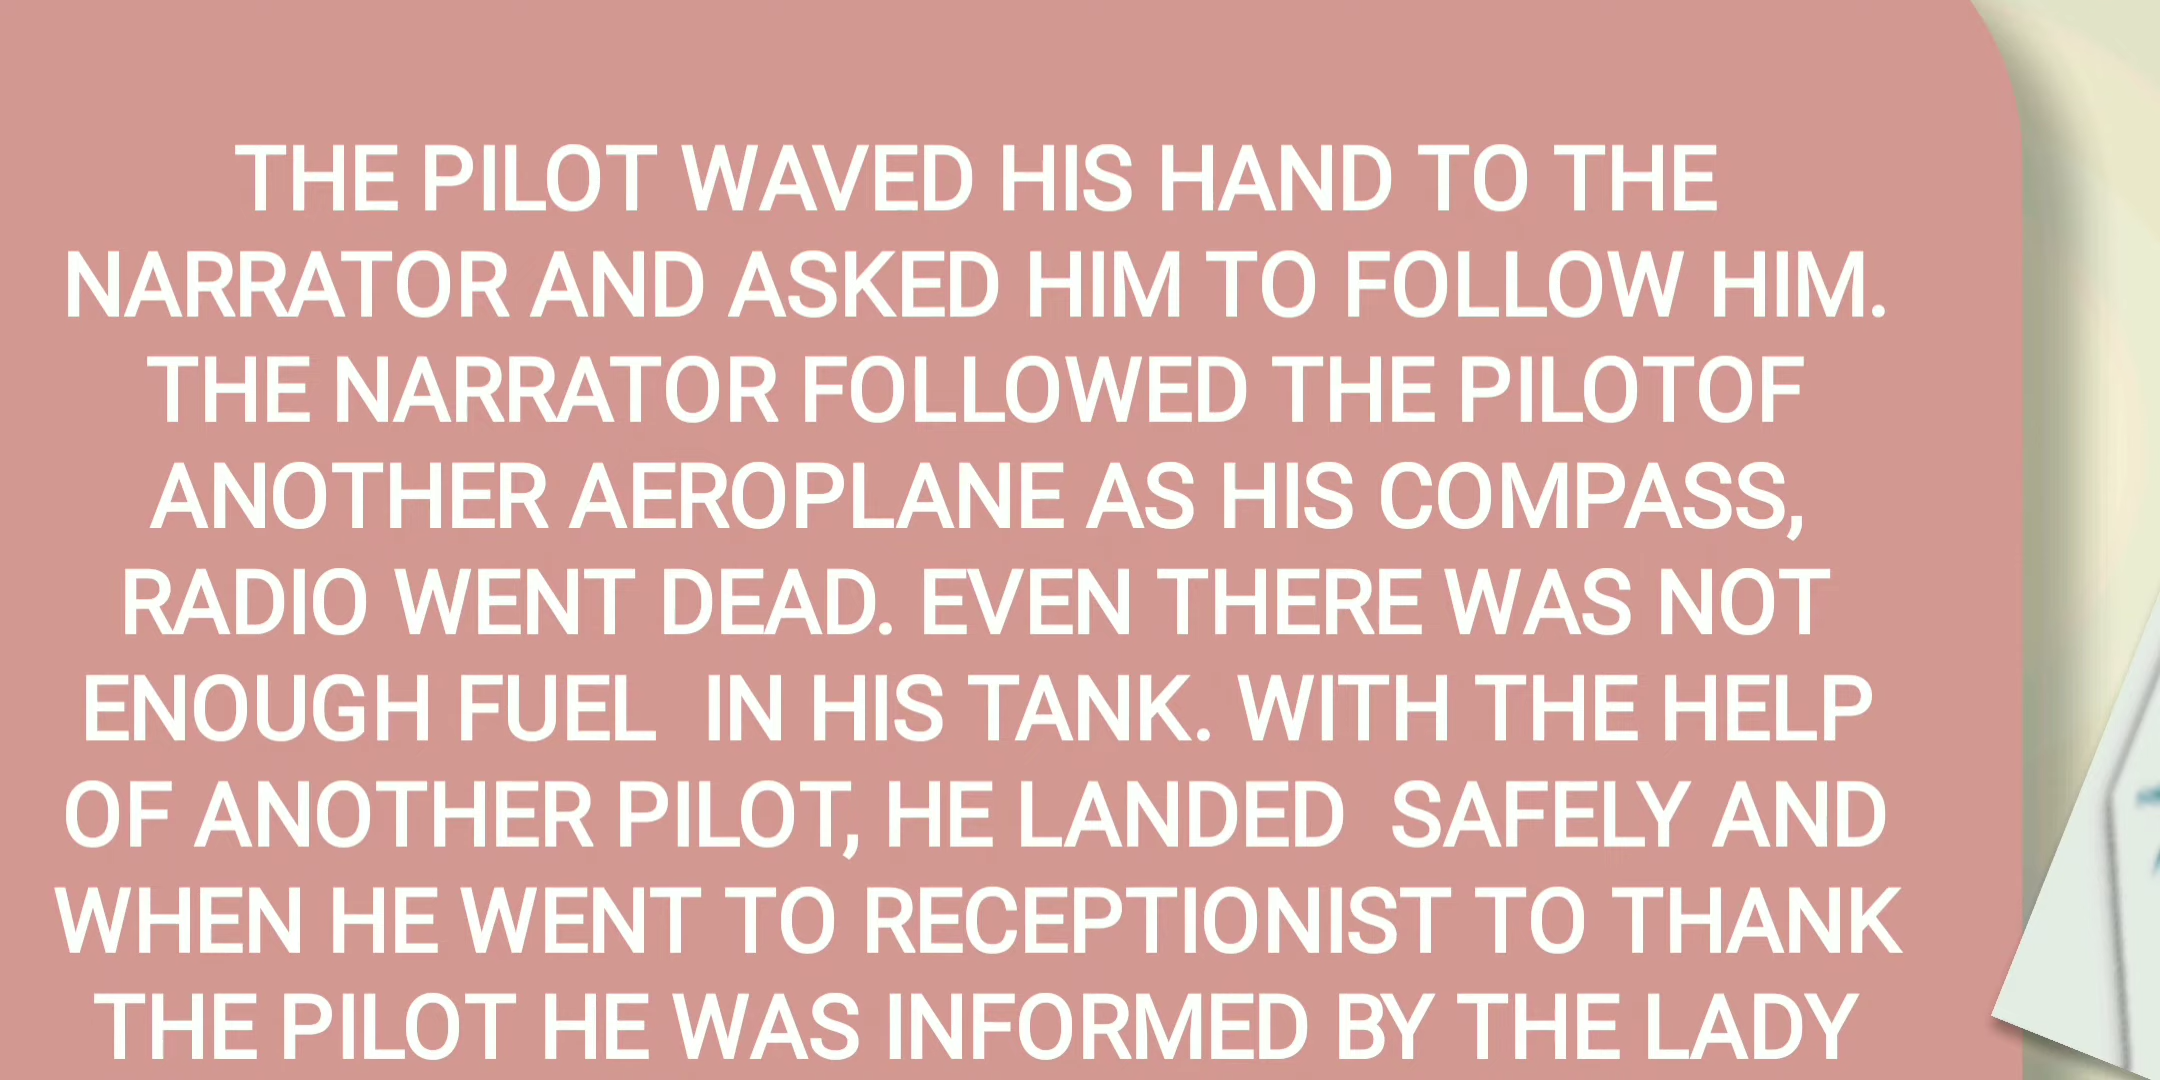 THE PILOT WAVED HIS HAND TO THE
NARRATOR AND ASKED HIM TO FOLLOW HIM.
THE NARRATOR FOLLOWED THE PILOTOF
ANOTHER AEROPLANE AS HIS COMPASS,
RADIO WENT DEAD. EVEN THERE WAS NOT
ENOUGH FUEL  IN HIS TANK. WITH THE HELP
OF ANOTHER PILOT, HE LANDED  SAFELY AND
WHEN HE WENT TO RECEPTIONIST TO THANK
THE PILOT HE WAS INFORMED BY THE LADY